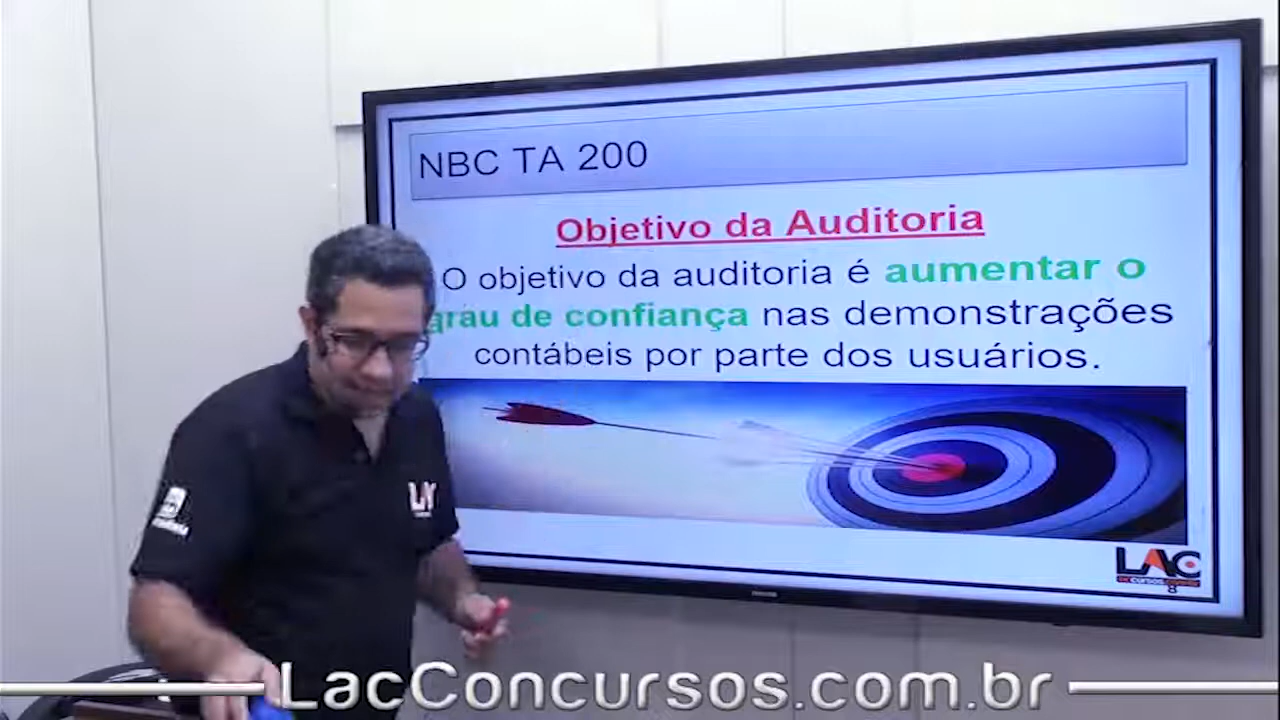 NBC TA 200
Objetivo da Auditoria
O objetivo da auditoria é aumentar o
grau de confiança nas demonstrações
contábeis por parte dos usuários.
LAC
8
LacConcursos.com.br